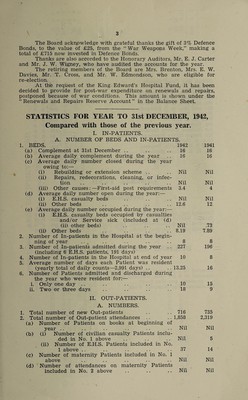 3
The Board acknowledge with grateful thanks the gift of 3% Defence
Bonds, to the value of £25, from the "War Weapons Week," making a
total of £715 now invested in Defence Bonds.
Thanks are also accorded to the Honorary Auditors, Mr. E. J. Carter
and Mr. J. W. Wigney, who have audited the accounts for the year.
The retiring members of the Board are Mrs. Britten, Mrs. E. T.
Davies, Mr. T. Cross, and Mr. W. Edmondson, who are eligible for
re-election.
At the request of the King Edward's Hospital Fund, it has been
decided to provide for post-war expenditure on renewals and repairs,
postponed because of war conditions. This amount is shown under the
"Renewals and Repairs Reserve Account" in the Balance Sheet.
STATISTICS FOR YEAR TO 31st DECEMBER, 1942,
Compared with those of the previous year.
I. IN-PATIENTS.
A. NUMBER OF BEDS AND IN-PATIENTS.
1. BEDS. 1942 1941
(a) Complement at 31st December .. 16 16
(b) Average daily complement during the year .. 16 16
(c) Average daily number closed during the year
owing to:—
(i) Rebuilding or extension scheme .. Nil Nil
(ii) Repairs, redecorations, cleaning, or infec-
tion .. Nil Nil
(iii) Other causes.—First-aid post requirements 3.4 4
(d) Average daily number open during the year—
(i) E.H.S. casualty beds .. Nil Nil
(ii) Other beds .. 12.6 12
(e) Average daily number occupied during the year—
(i) E.H.S. casualty beds occupied by casualties
and/or Service sick (included at (d)
(ii) other beds) .. Nil .73
(ii) Other beds .. 8.19 7.39
2. Number of In-patients in the Hospital at the begin-
ning of year .. 8 8
3. Number of In-patients admitted during the year .. 237 196
(including 6 E.H.S. patients, 193 days)
4. Number of In-patients in the Hospital at end of year 10 8
5. Average number of days each Patient was resident
(yearly total of daily counts—2,991 days) .. 12.23 15
6. Number of Patients admitted and discharged during
the year who were resident for:—
i. Only one day .. 10 15
ii. Two or three days .. 18 9
II. OUT-PATIENTS.
A. NUMBERS.
1. Total number of new Out-patients .. 716 735
2. Total number of Out-patient attendances .. 1,858 2,319
(a) Number of Patients on books at beginning of
year .. Nil Nil
(b) (i) Number of civilian casualty Patients inclu-
ded in No. 1 above .. Nil 5
(ii) Number of E.H.S. Patients included in No.
1 above .. 37 14
(c) Number of maternity Patients included in No. 1
above .. Nil Nil
(d) Number of attendances on maternity Patients
included in No. 2 above .. Nil Nil